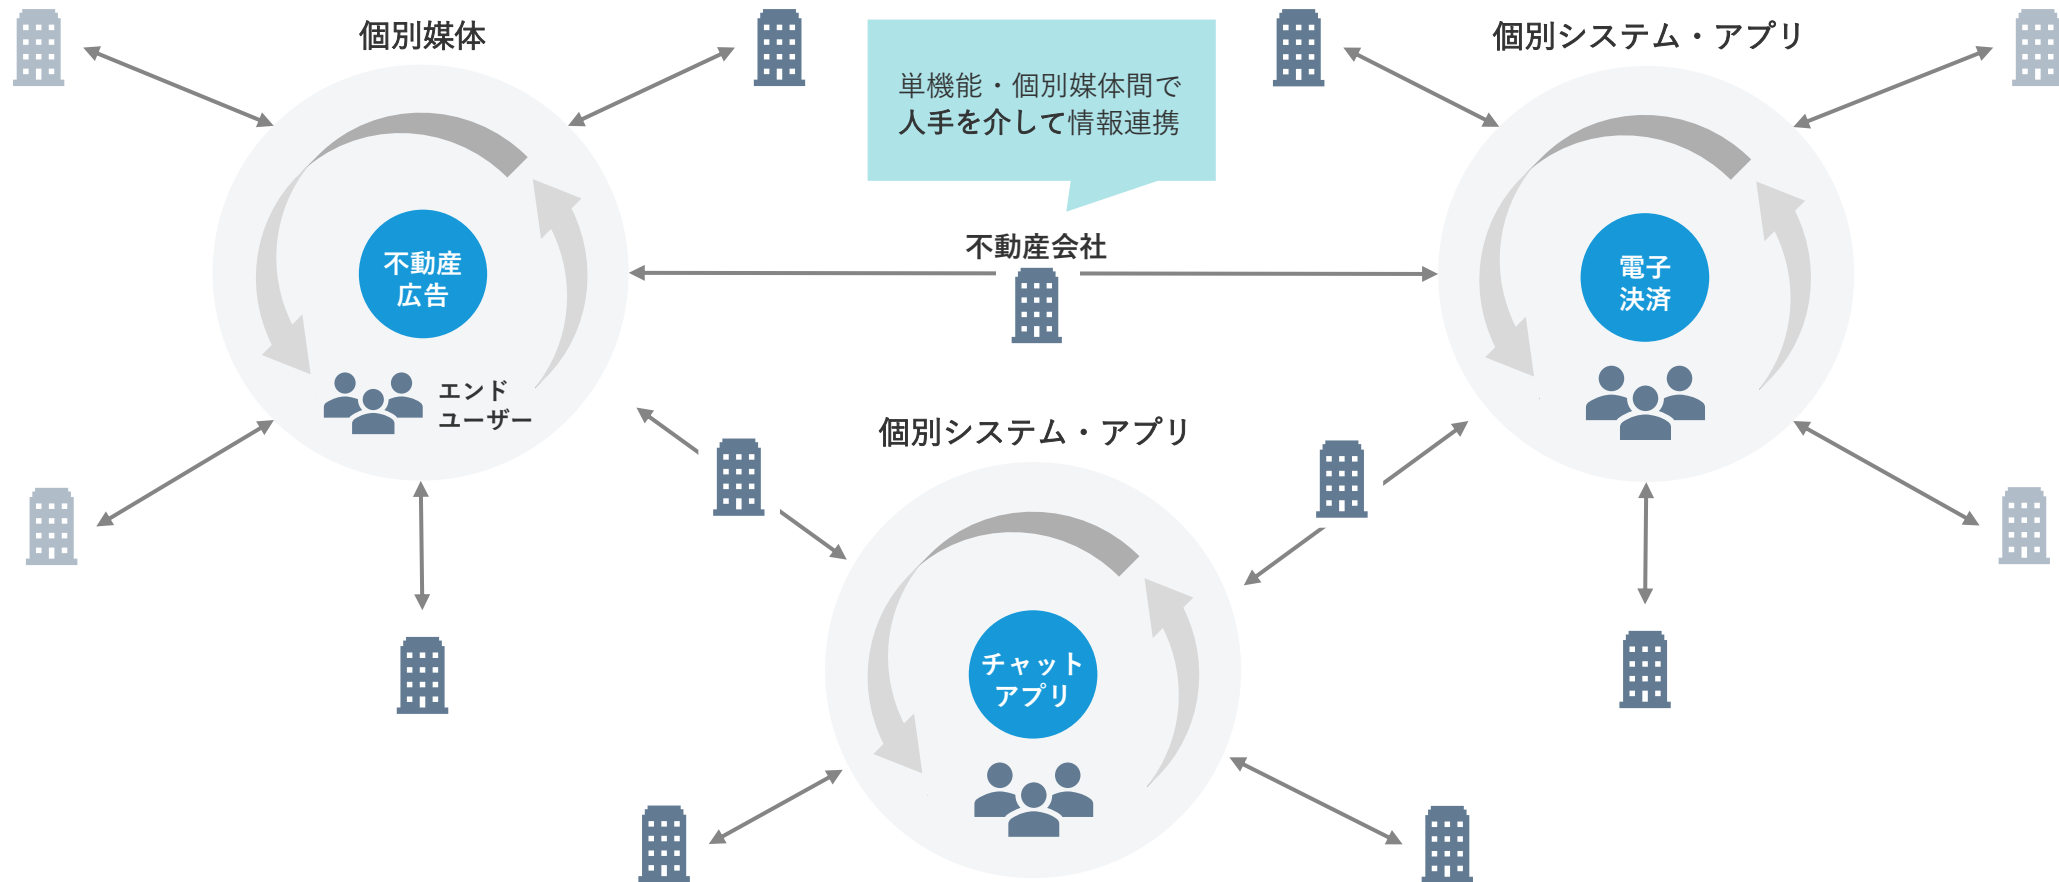 個別媒体
個別システム・アプリ
単機能・個別媒体間で
人手を介して情報連携
不動産会社
不動産
広告
電子
決済
エンド
ユーザー
個別システム・アプリ
チャット
アプリ